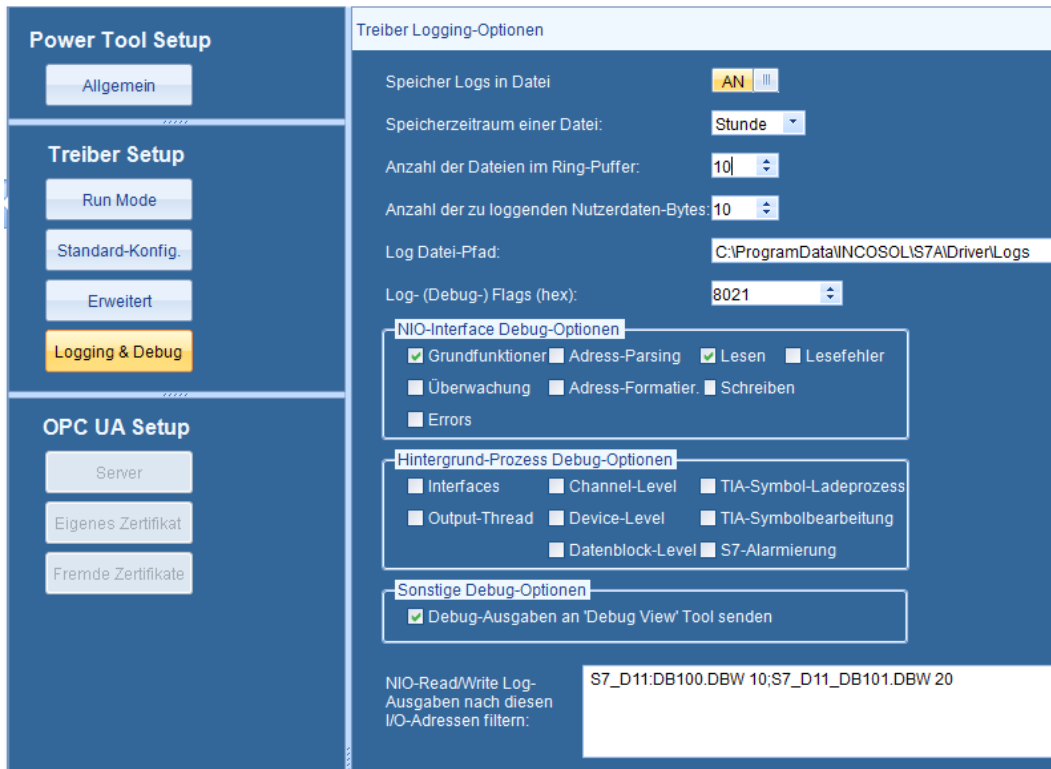 Power Tool Setup
Allgemein
Treiber Setup
Run Mode
Standard-Konfig.
Erweitert
Logging & Debug
OPC UA Setup
Server
Eigenes Zertifikat
Fremde Zertifikate
Treiber Logging-Optionen
Speicher Logs in Datei AN
Speicherzeitraum einer Datei: Stunde
Anzahl der Dateien im Ring-Puffer: 10
Anzahl der zu loggenden Nutzerdaten-Bytes: 10
Log Datei-Pfad: C:\ProgramData\INCOSOL\S7A\Driver\Logs
Log- (Debug-) Flags (hex): 8021
NIO-Interface Debug-Optionen
Grundfunktioner Adress-Parsing Lesen Lesefehler
Überwachung Adress-Formatier. Schreiben
Errors
Hintergrund-Prozess Debug-Optionen
Interfaces Channel-Level TIA-Symbol-Ladeprozess
Output-Thread Device-Level TIA-Symbolbearbeitung
Datenblock-Level S7-Alarmierung
Sonstige Debug-Optionen
Debug-Ausgaben an 'Debug View' Tool senden
NIO-Read/Write Log-
Ausgaben nach diesen
I/O-Adressen filtern:
S7_D11:DB100.DBW 10;S7_D11_DB101.DBW 20